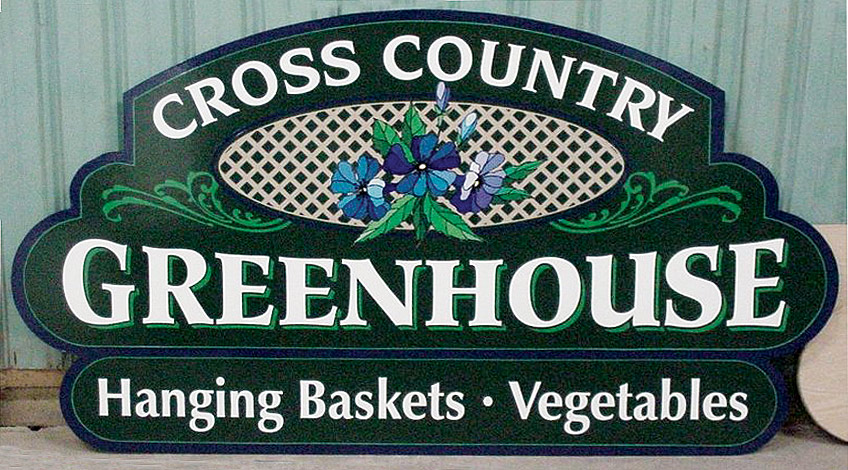 CROSS COUNTRY
GREENHOUSE
Hanging Baskets · Vegetables